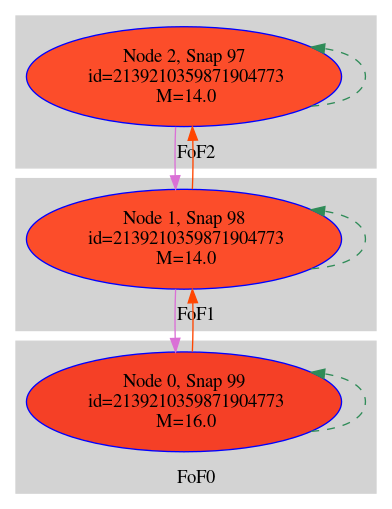 Node 2, Snap 97
id=2139210359871904773
M=14.0
FoF2
Node 1, Snap 98
id=2139210359871904773
M=14.0
FoF1
Node 0, Snap 99
id=2139210359871904773
M=16.0
FoF0